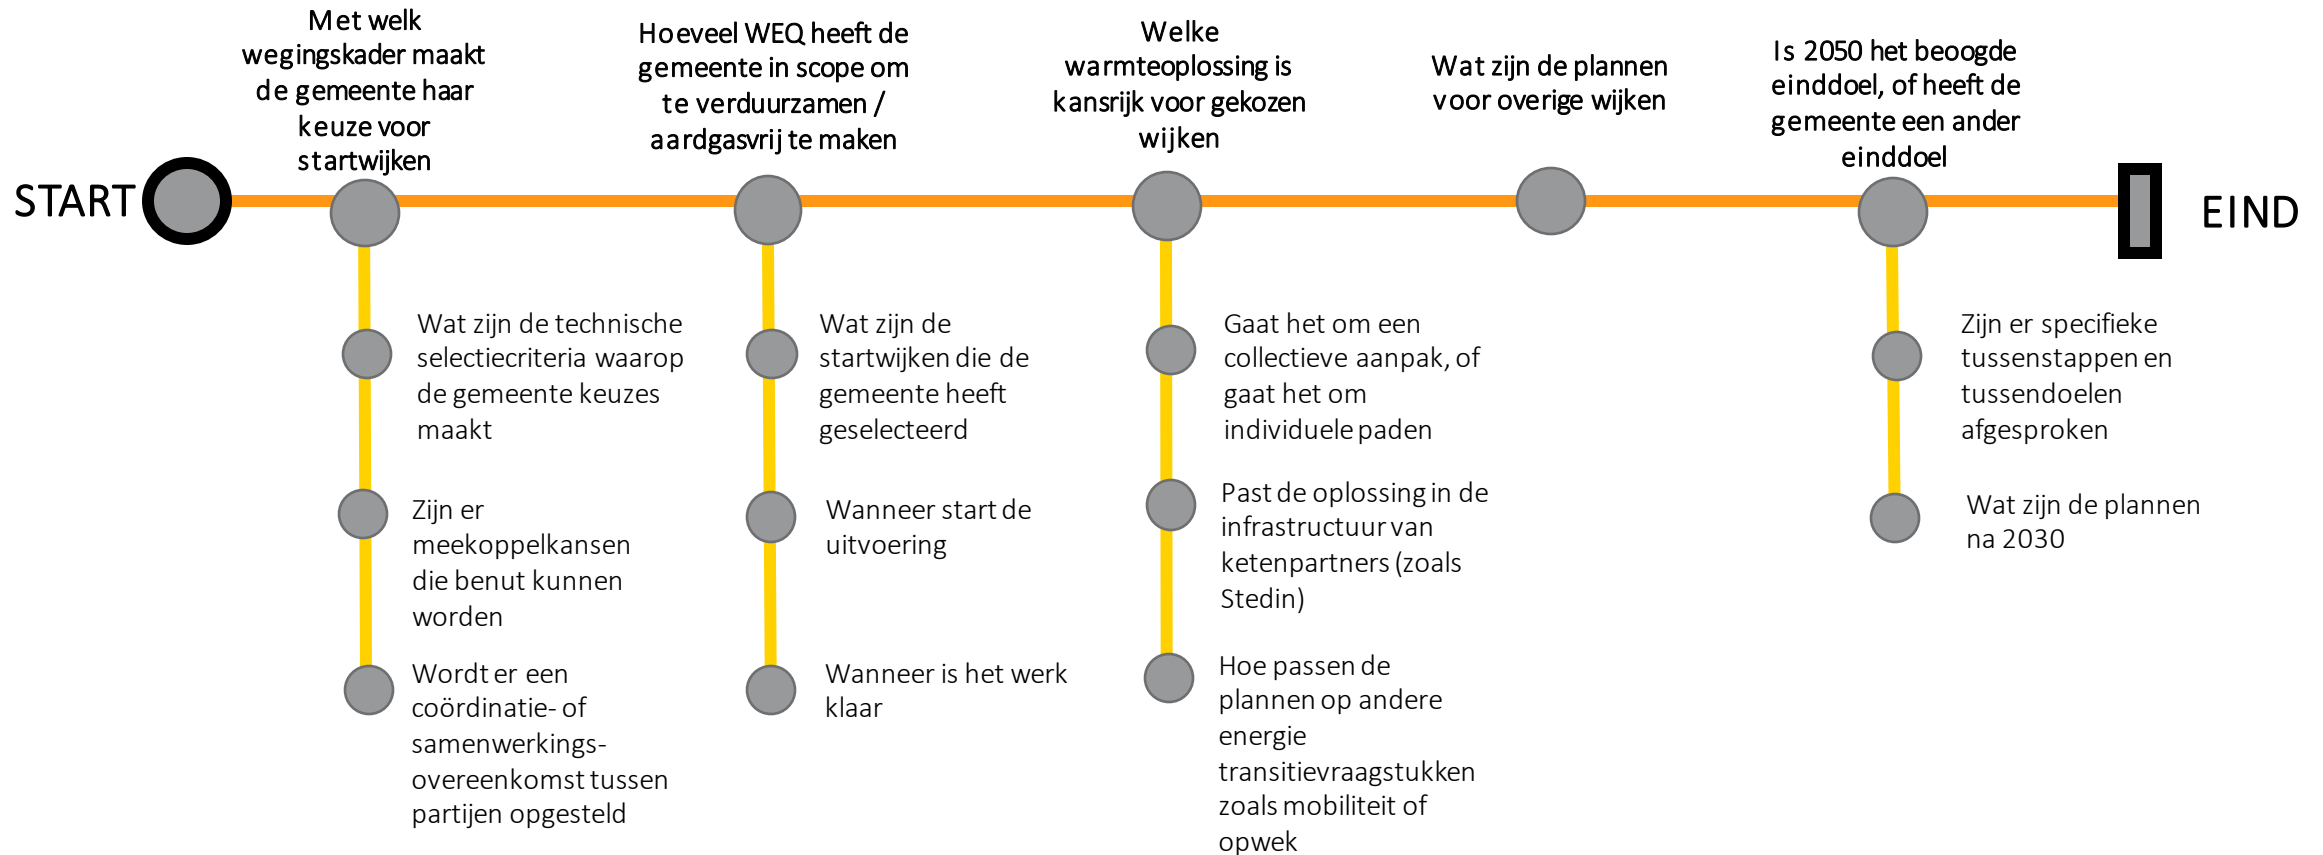 START
Met welk
wegingskader maakt
de gemeente haar
keuze voor
startwijken
Hoeveel WEQ heeft de
gemeente in scope om
te verduurzamen /
aardgasvrij te maken
Welke
warmteoplossing is
kansrijk voor gekozen
wijken
Wat zijn de plannen
voor overige wijken
Is 2050 het beoogde
einddoel, of heeft de
gemeente een ander
einddoel
EIND
Wat zijn de technische
selectiecriteria waarop
de gemeente keuzes
maakt
Zijn er
meekoppelkansen
die benut kunnen
worden
Wordt er een
coördinatie- of
samenwerkings-
overeenkomst tussen
partijen opgesteld
Wat zijn de
startwijken die de
gemeente heeft
geselecteerd
Wanneer start de
uitvoering
Wanneer is het werk
klaar
Gaat het om een
collectieve aanpak, of
gaat het om
individuele paden
Past de oplossing in de
infrastructuur van
ketenpartners (zoals
Stedin)
Hoe passen de
plannen op andere
energie
transitievraagstukken
zoals mobiliteit of
opwek
Zijn er specifieke
tussenstappen en
tussendoelen
afgesproken
Wat zijn de plannen
na 2030